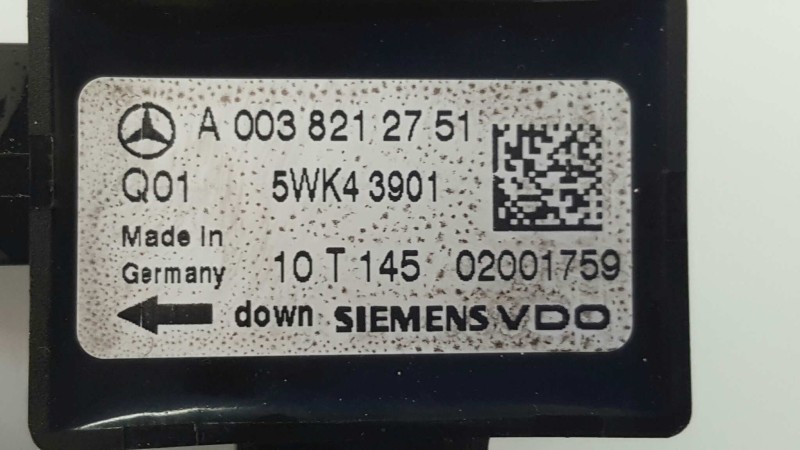 A 003 821 27 51
Q01 5WK4 3901
Made in
Germany
10 T 145 02001759
down SIEMENS VDO